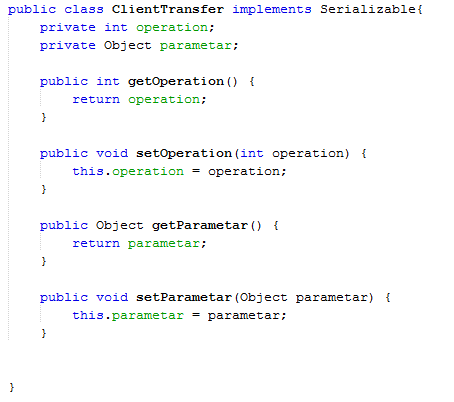 public class ClientTransfer implements Serializable{
    private int operation;
    private Object parametar;

    public int getOperation() {
        return operation;
    }

    public void setOperation(int operation) {
        this.operation = operation;
    }

    public Object getParametar() {
        return parametar;
    }

    public void setParametar(Object parametar) {
        this.parametar = parametar;
    }


}